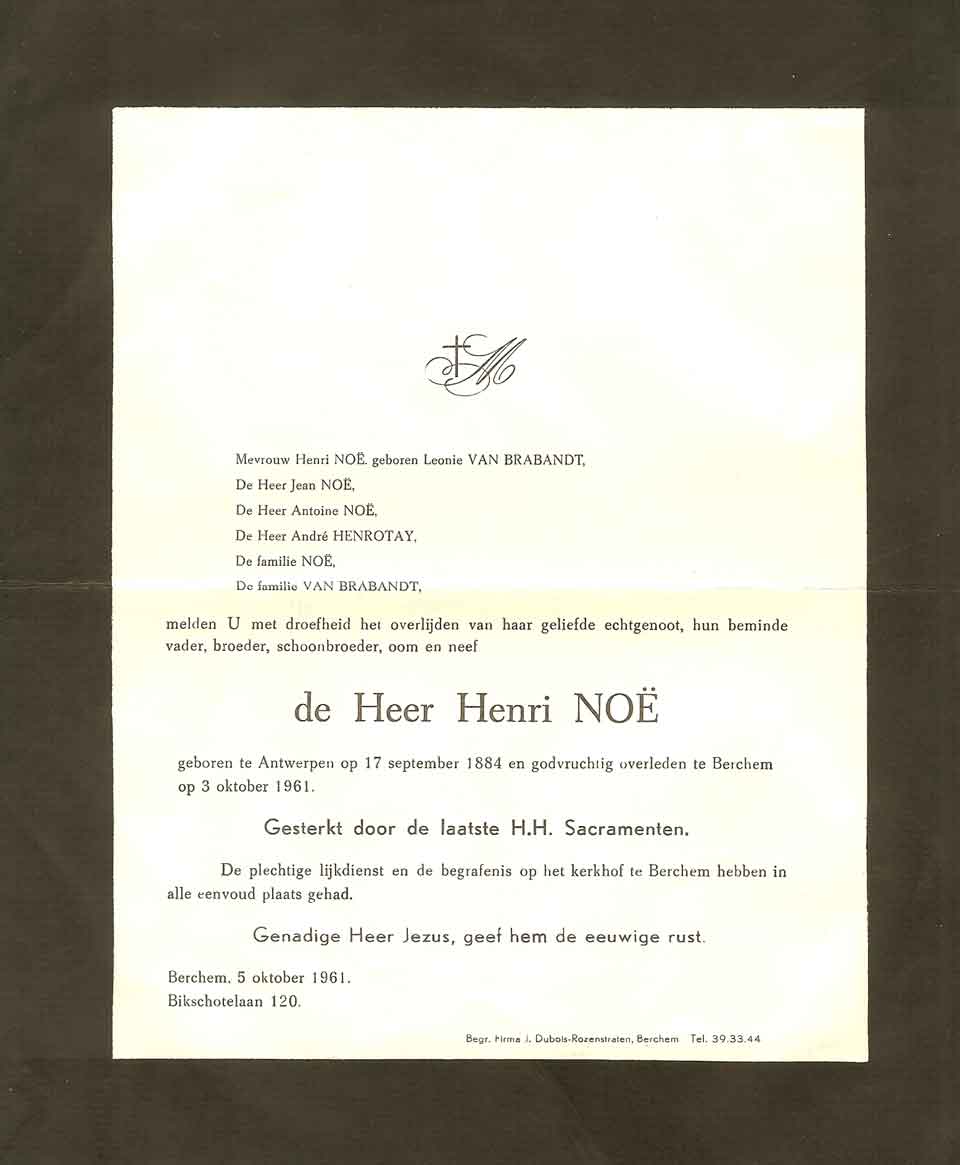 M
Mevrouw Henri NOË. geboren Leonie VAN BRABANDT,
De Heer Jean NOË,
De Heer Antoine NOË,
De Heer André HENROTAY,
De familie NOË,
De familie VAN BRABANDT,
melden U met droefheid het overlijden van haar geliefde echtgenoot, hun beminde
vader, broeder, schoonbroeder, oom en neef
de Heer Henri NOË
geboren te Antwerpen op 17 september 1884 en godvruchtig overleden te Berchem
op 3 oktober 1961.
Gesterkt door de laatste H.H. Sacramenten.
De plechtige lijkdienst en de begrafenis op het kerkhof te Berchem hebben in
alle eenvoud plaats gehad.
Genadige Heer Jezus, geef hem de eeuwige rust.
Berchem, 5 oktober 1961.
Bikschotelaan 120.
Begr. Firma J. Dubois-Rozenstraten, Berchem Tel. 39.33.44